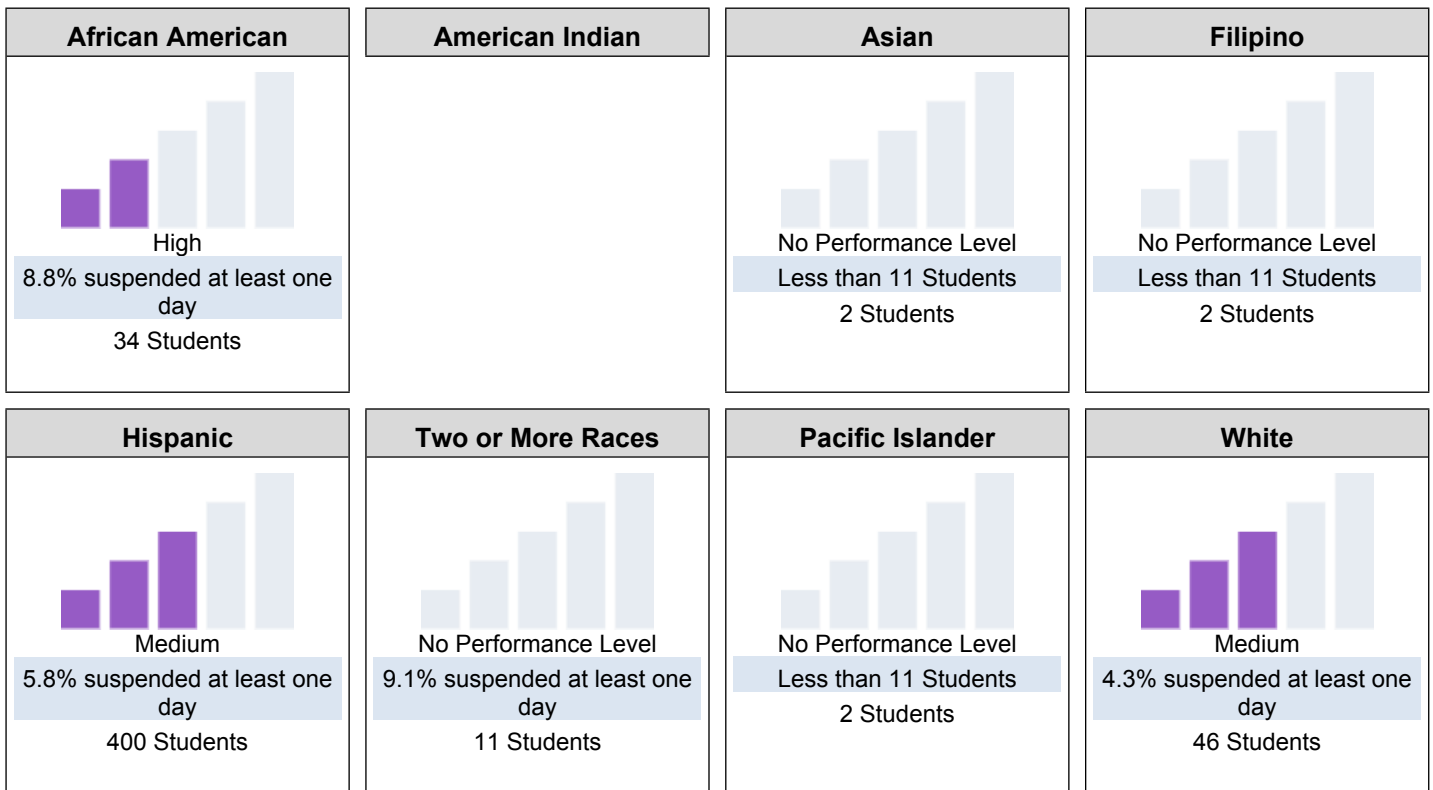 African American
High
8.8% suspended at least one
day
34 Students
American Indian
Asian
No Performance Level
Less than 11 Students
2 Students
Filipino
No Performance Level
Less than 11 Students
2 Students
Hispanic
Medium
5.8% suspended at least one
day
400 Students
Two or More Races
No Performance Level
9.1% suspended at least one
day
11 Students
Pacific Islander
No Performance Level
Less than 11 Students
2 Students
White
Medium
4.3% suspended at least one
day
46 Students